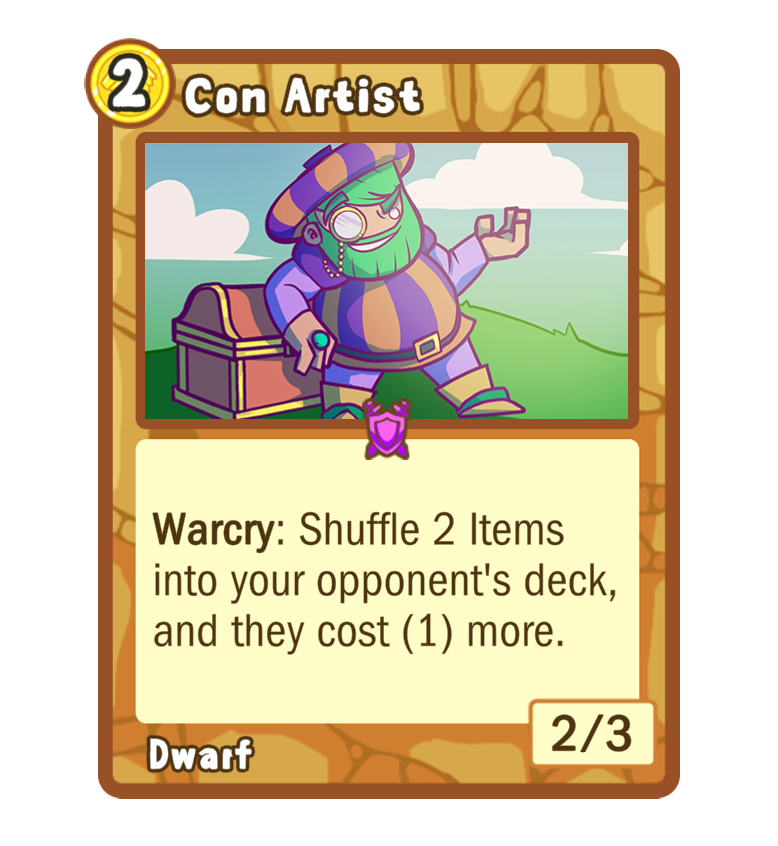 2
Con Artist
Warcry: Shuffle 2 Items
into your opponent's deck,
and they cost (1) more.
2/3
Dwarf